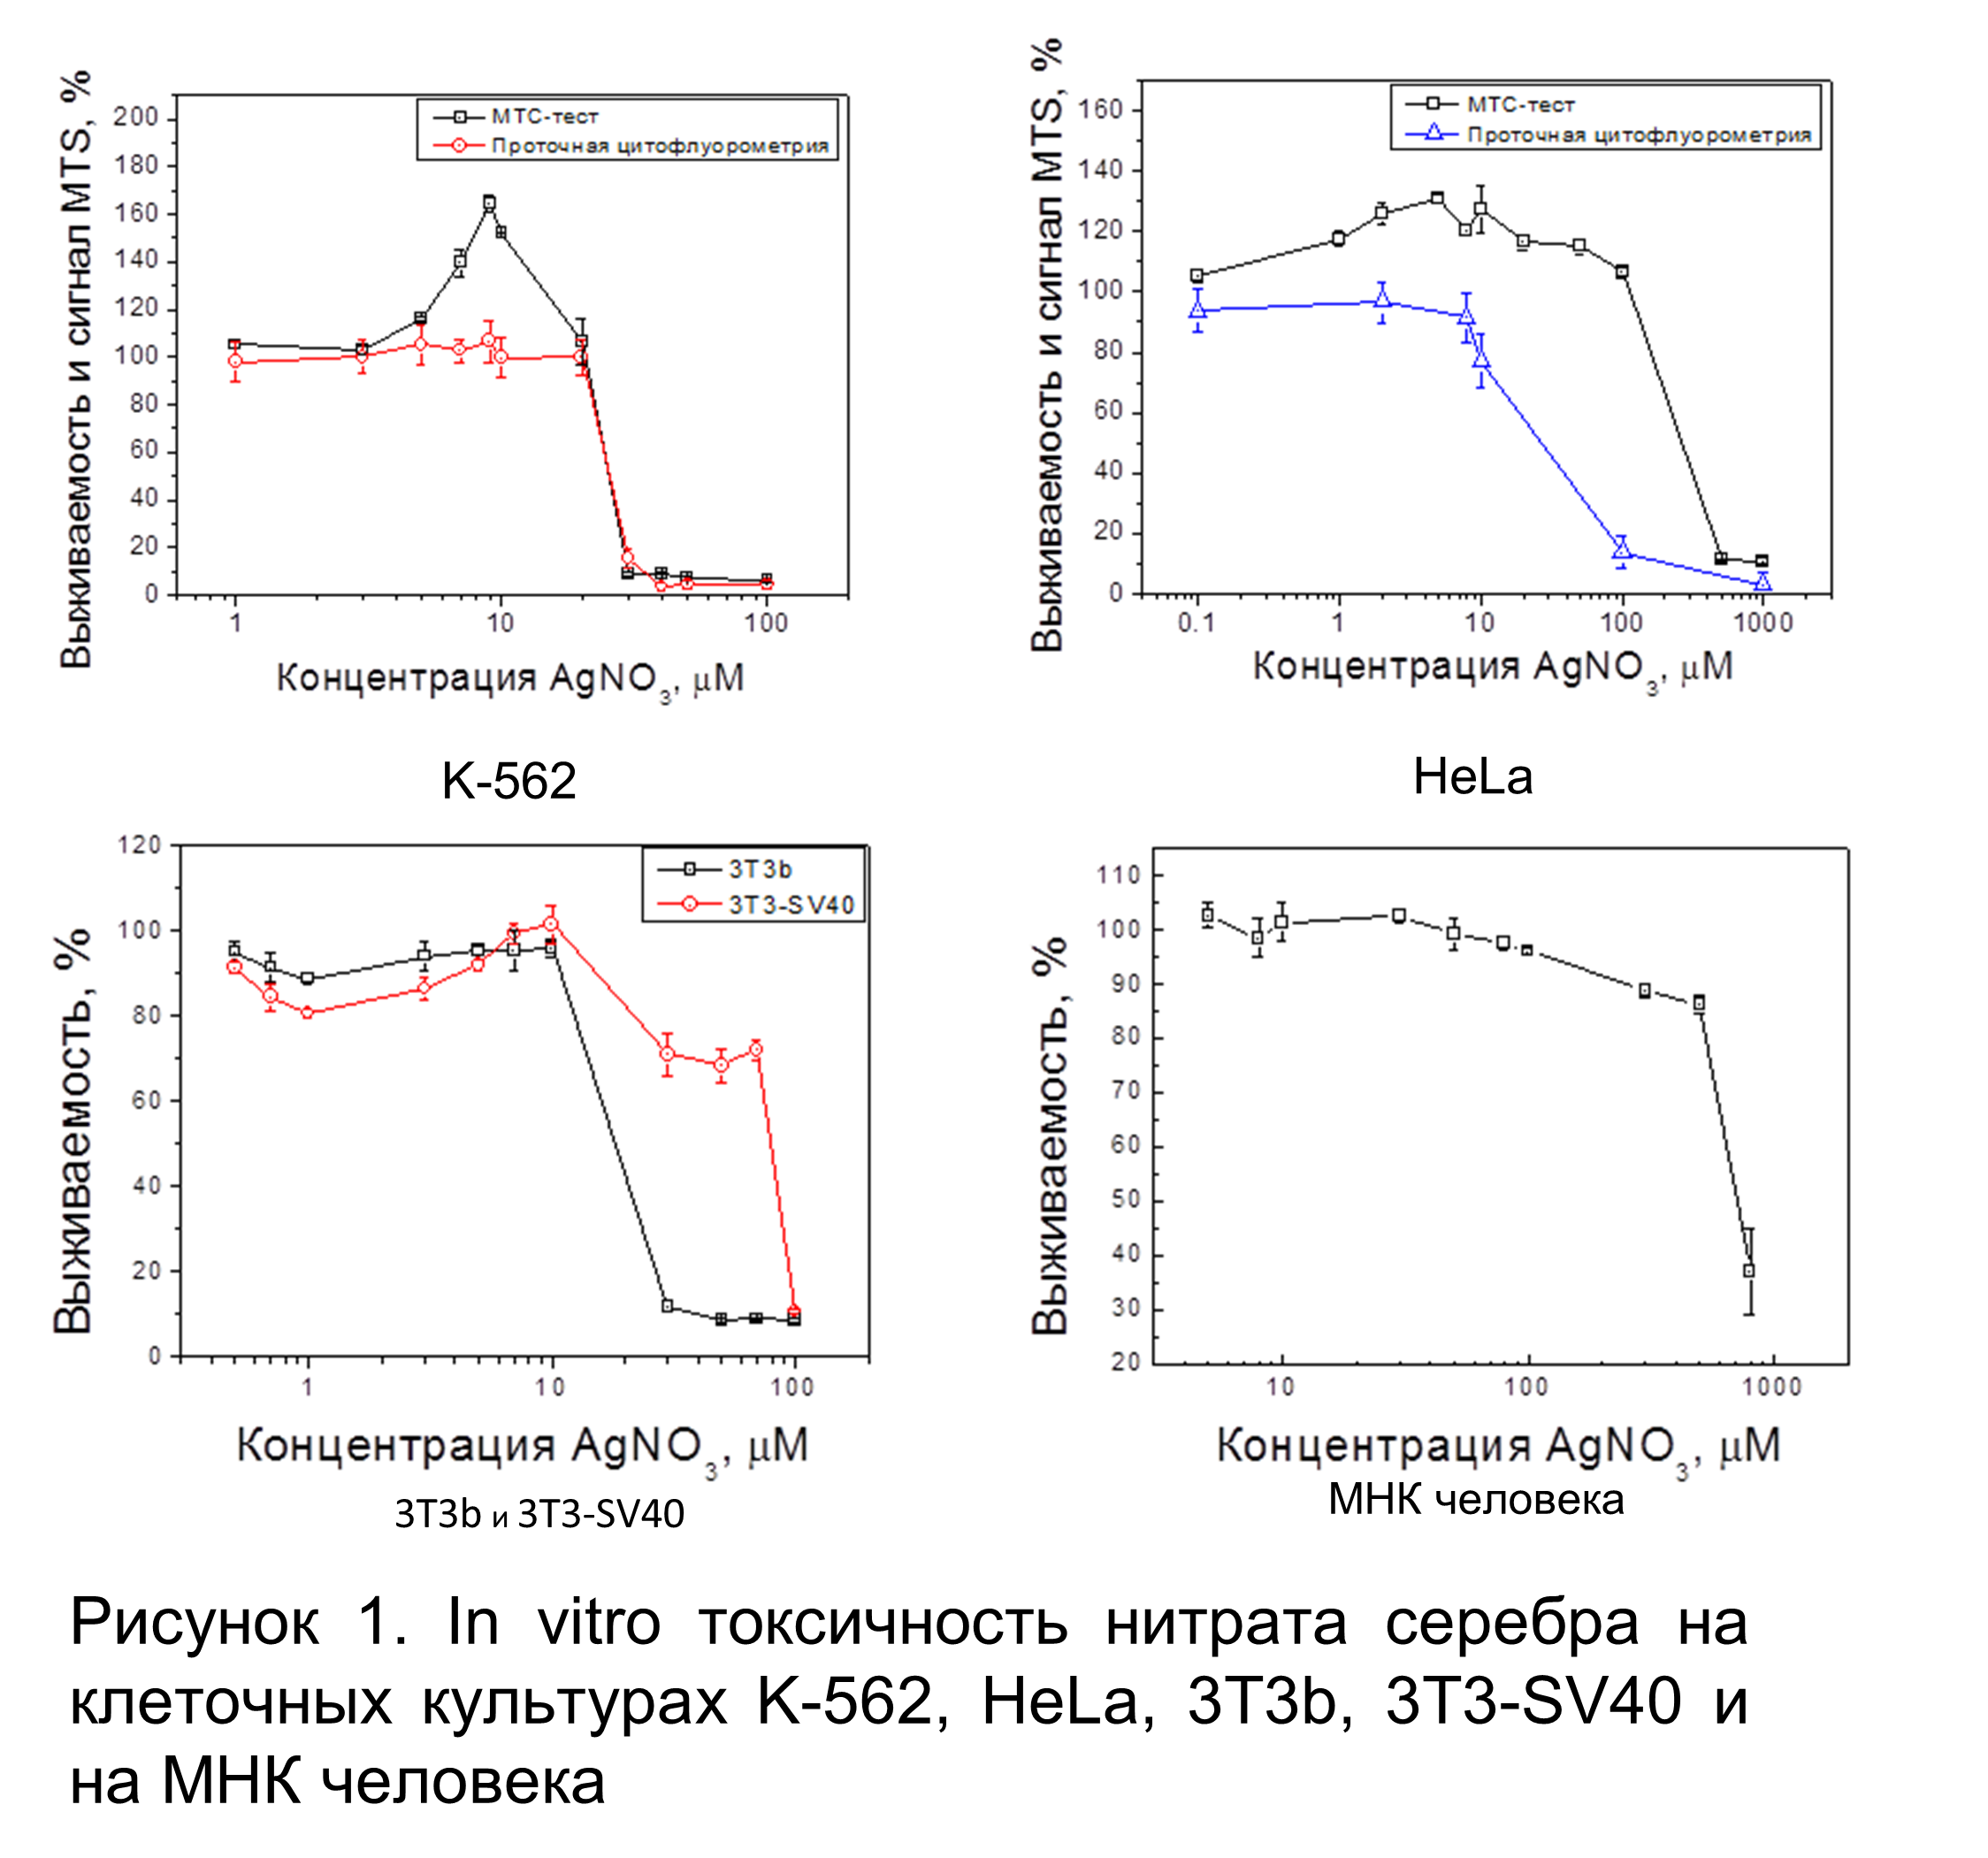 Выживаемость и сигнал MTS, %
200
180
160
140
120
100
80
60
40
20
0
МТС-тест
Проточная цитофлуорометрия
1
10
100
Концентрация AgNO3, μM
K-562
Выживаемость и сигнал MTS, %
160
140
120
100
80
60
40
20
0
МТС-тест
Проточная цитофлуорометрия
0.1
1
10
100
1000
Концентрация AgNO3, μM
HeLa
Выживаемость, %
120
100
80
60
40
20
0
3T3b
3T3-SV40
1
10
100
Концентрация AgNO3, μM
3T3b и 3T3-SV40
Выживаемость, %
110
100
90
80
70
60
50
40
30
20
10
100
1000
Концентрация AgNO3, μM
МНК человека
Рисунок 1. In vitro токсичность нитрата серебра на
клеточных культурах K-562, HeLa, 3T3b, 3T3-SV40 и
на МНК человека